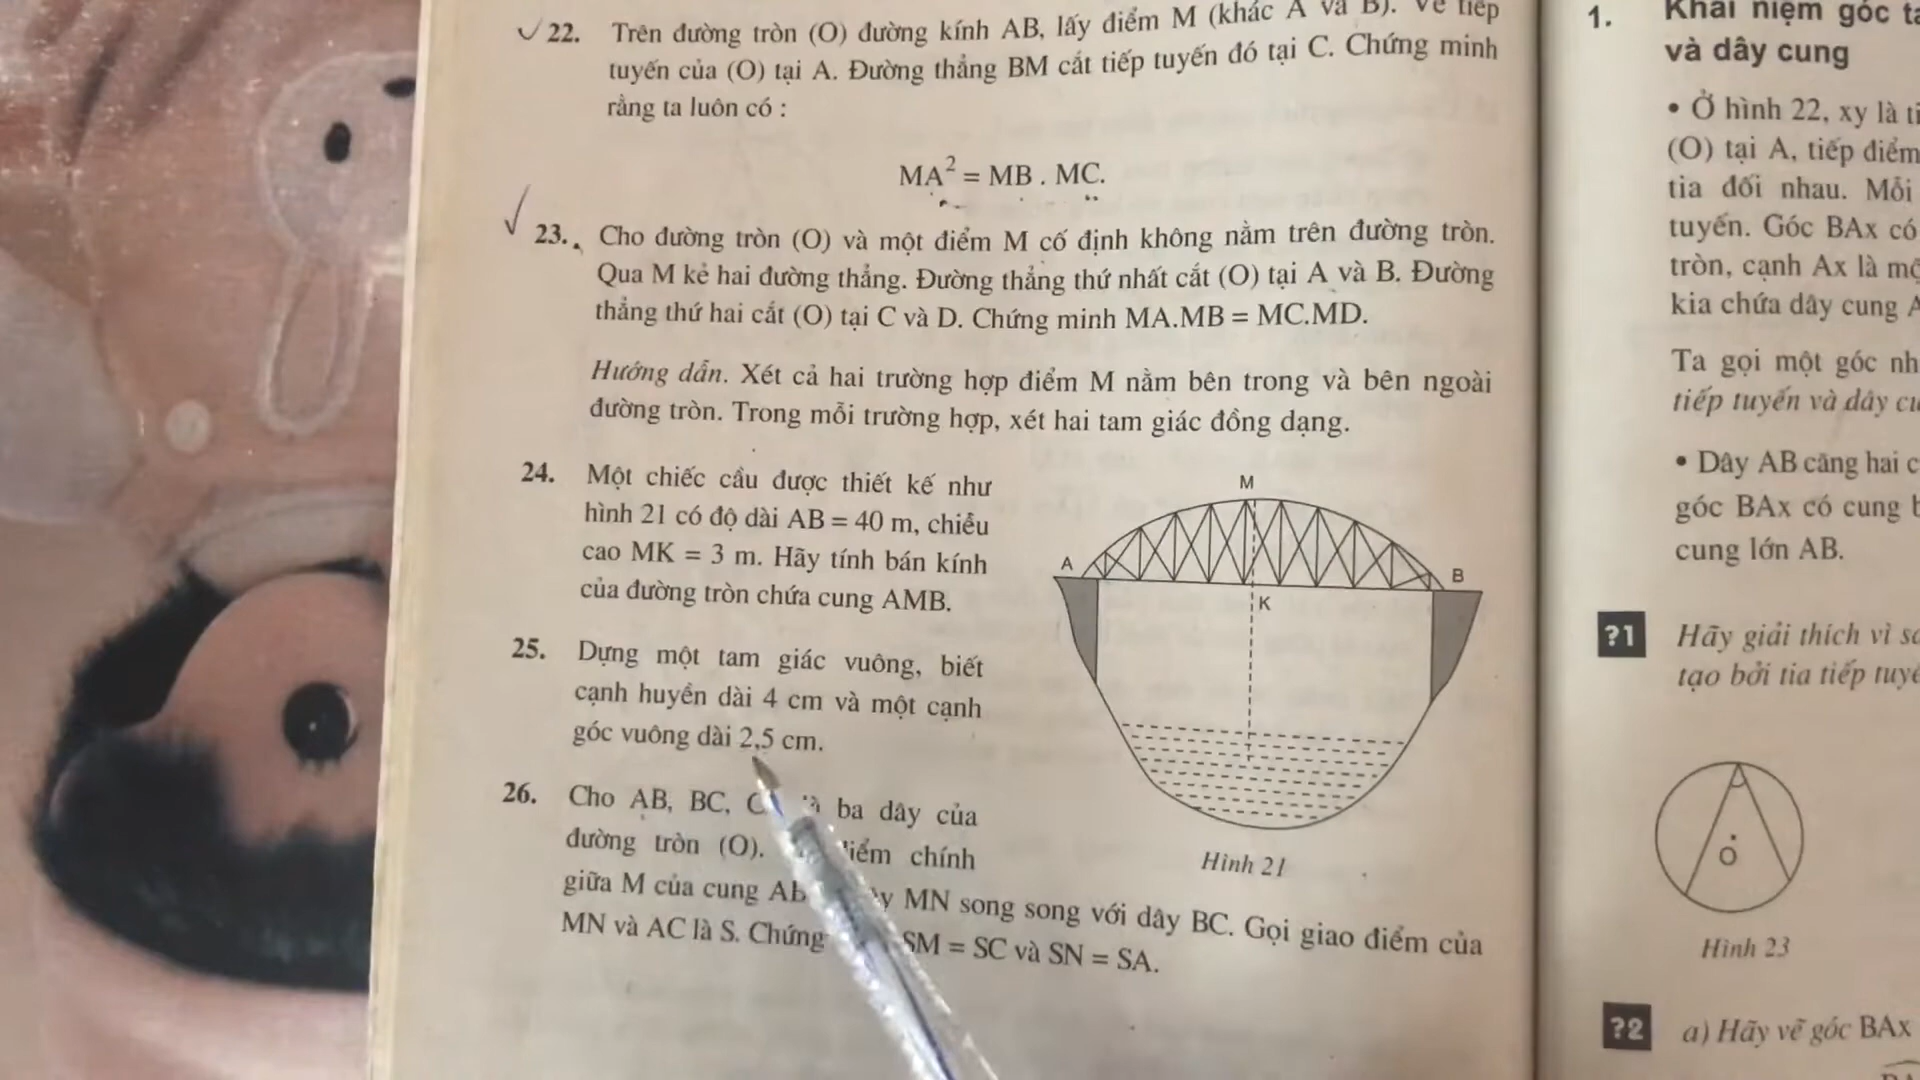 22. Trên đường tròn (O) đường kính AB, lấy điểm M (khác A và B). Vẽ tiếp
tuyến của (O) tại A. Đường thẳng BM cắt tiếp tuyến đó tại C. Chứng minh
rằng ta luôn có :
MA² = MB . MC.
23. Cho đường tròn (O) và một điểm M cố định không nằm trên đường tròn.
Qua M kẻ hai đường thẳng. Đường thẳng thứ nhất cắt (O) tại A và B. Đường
thẳng thứ hai cắt (O) tại C và D. Chứng minh MA.MB = MC.MD.
Hướng dẫn. Xét cả hai trường hợp điểm M nằm bên trong và bên ngoài
đường tròn. Trong mỗi trường hợp, xét hai tam giác đồng dạng.
24. Một chiếc cầu được thiết kế như
hình 21 có độ dài AB = 40 m, chiều
cao MK = 3 m. Hãy tính bán kính
của đường tròn chứa cung AMB.
M
A
B
K
Hình 21
25. Dựng một tam giác vuông, biết
cạnh huyền dài 4 cm và một cạnh
góc vuông dài 2,5 cm.
26. Cho AB, BC, ba dây của
đường tròn (O). điểm chính
giữa M của cung AB MN song song với dây BC. Gọi giao điểm của
MN và AC là S. Chứng SM = SC và SN = SA.
1. Khái niệm góc
và dây cung
• Ở hình 22, xy là
(O) tại A, tiếp điểm
tia đối nhau. Mỗi
tuyến. Góc BAx có
tròn, cạnh Ax là
kia chứa dây cung
Ta gọi một góc
tiếp tuyến và dây
• Dây AB căng hai
góc BAx có cung
cung lớn AB.
?1 Hãy giải thích vì
tạo bởi tia tiếp
O
Hình 23
?2 a) Hãy vẽ góc BAx